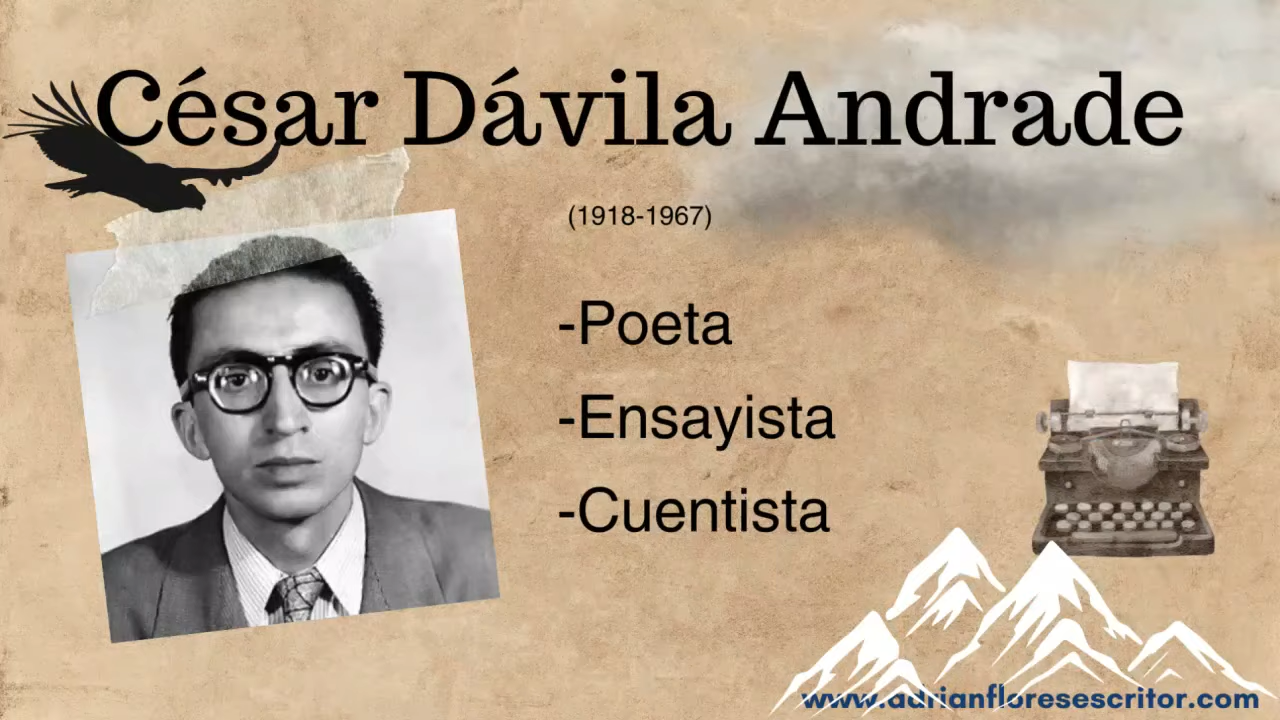 César Dávila Andrade
(1918-1967)
-Poeta
-Ensayista
-Cuentista
www.adrianfloresescritor.com